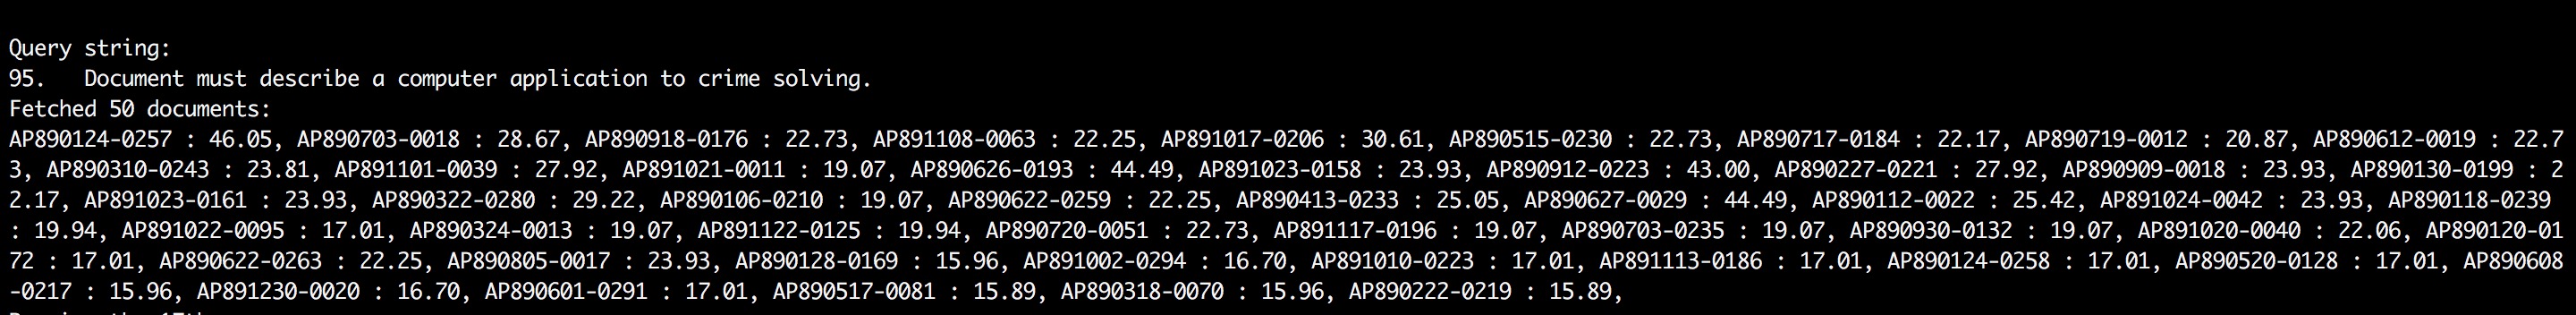 Query string:
95.   Document must describe a computer application to crime solving.
Fetched 50 documents:
AP890124-0257 : 46.05, AP890703-0018 : 28.67, AP890918-0176 : 22.73, AP891108-0063 : 22.25, AP891017-0206 : 30.61, AP890515-0230 : 22.73, AP890717-0184 : 22.17, AP890719-0012 : 20.87, AP890612-0019 : 22.7
3, AP890310-0243 : 23.81, AP891101-0039 : 27.92, AP891021-0011 : 19.07, AP890626-0193 : 44.49, AP891023-0158 : 23.93, AP890912-0223 : 43.00, AP890227-0221 : 27.92, AP890909-0018 : 23.93, AP890130-0199 : 2
2.17, AP891023-0161 : 23.93, AP890322-0280 : 29.22, AP890106-0210 : 19.07, AP890622-0259 : 22.25, AP890413-0233 : 25.05, AP890627-0029 : 44.49, AP890112-0022 : 25.42, AP891024-0042 : 23.93, AP890118-0239
: 19.94, AP891022-0095 : 17.01, AP890324-0013 : 19.07, AP891122-0125 : 19.94, AP890720-0051 : 22.73, AP891117-0196 : 19.07, AP890703-0235 : 19.07, AP890930-0132 : 19.07, AP891020-0040 : 22.06, AP890120-01
72 : 17.01, AP890622-0263 : 22.25, AP890805-0017 : 23.93, AP890128-0169 : 15.96, AP891002-0294 : 16.70, AP891010-0223 : 17.01, AP891113-0186 : 17.01, AP890124-0258 : 17.01, AP890520-0128 : 17.01, AP890608
-0217 : 15.96, AP891230-0020 : 16.70, AP890601-0291 : 17.01, AP890517-0081 : 15.89, AP890318-0070 : 15.96, AP890222-0219 : 15.89,